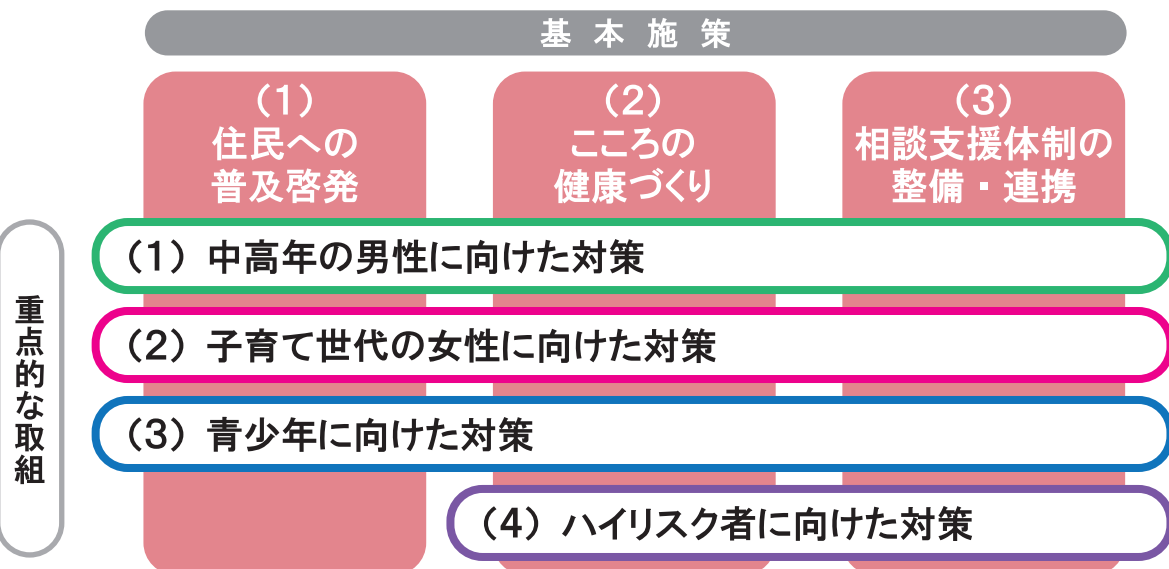 基本施策
（1）
住民への
普及啓発
（2）
こころの
健康づくり
（3）
相談支援体制の
整備・連携
重点的な取組
（1）中高年の男性に向けた対策
（2）子育て世代の女性に向けた対策
（3）青少年に向けた対策
（4）ハイリスク者に向けた対策